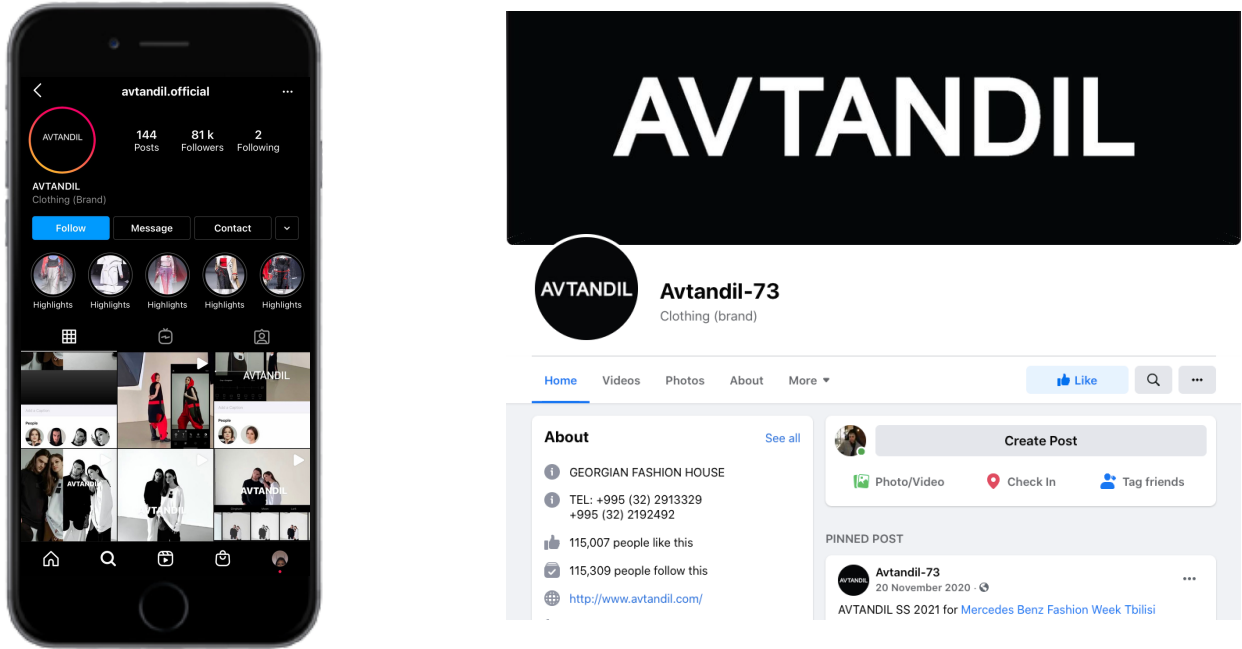 avtandil.official
AVTANDIL
144 81 k 2
Posts Followers Following
AVTANDIL
Clothing (Brand)
Follow Message Contact
Highlights Highlights Highlights Highlights Highlights
AVTANDIL
People
People
AVTANDIL
AVTANDIL
AVTANDIL
AVTANDIL
AVTANDIL
Avtandil-73
Clothing (brand)
Home Videos Photos About More
Like
About See all
GEORGIAN FASHION HOUSE
TEL: +995 (32) 2913329
+995 (32) 2192492
115,007 people like this
115,309 people follow this
http://www.avtandil.com/
Create Post
Photo/Video Check In Tag friends
PINNED POST
AVTANDIL
Avtandil-73
20 November 2020 ·
AVTANDIL SS 2021 for Mercedes Benz Fashion Week Tbilisi